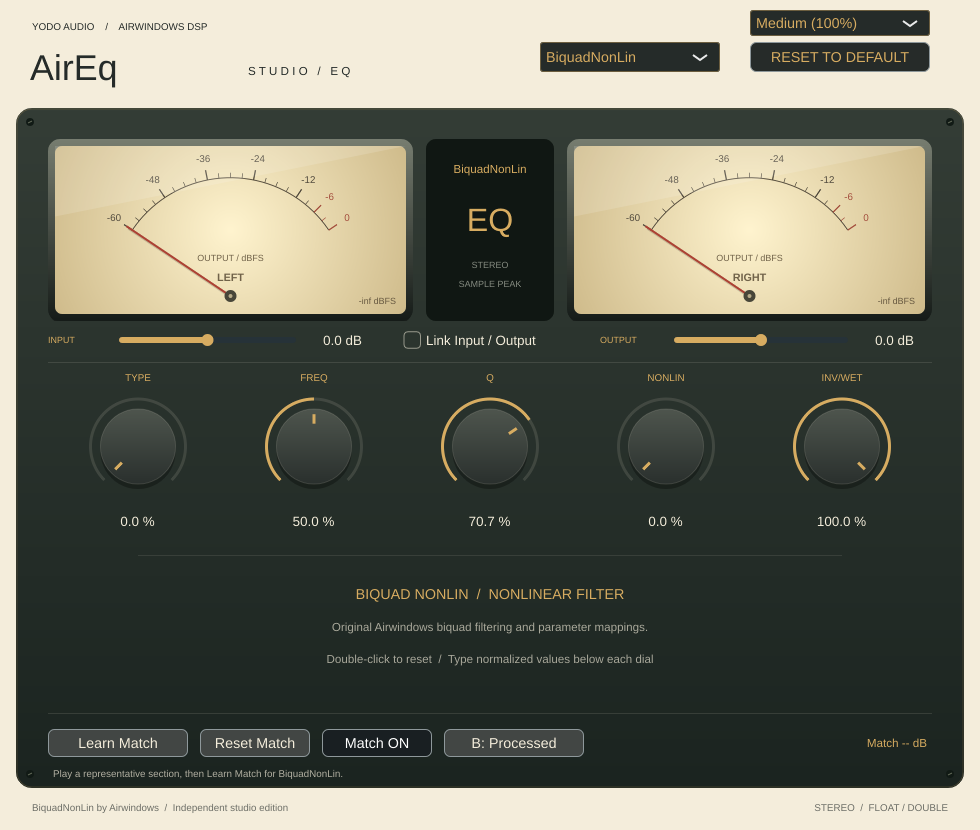 YODO AUDIO / AIRWINDOWS DSP
Medium (100%)
AirEq
STUDIO / EQ
BiquadNonLin
RESET TO DEFAULT
-60
-48
-36
-24
-12
-6
0
OUTPUT / dBFS
LEFT
-inf dBFS
BiquadNonLin
EQ
STEREO
SAMPLE PEAK
-60
-48
-36
-24
-12
-6
0
OUTPUT / dBFS
RIGHT
-inf dBFS
INPUT
0.0 dB
Link Input / Output
OUTPUT
0.0 dB
TYPE
FREQ
Q
NONLIN
INV/WET
0.0 %
50.0 %
70.7 %
0.0 %
100.0 %
BIQUAD NONLIN / NONLINEAR FILTER
Original Airwindows biquad filtering and parameter mappings.
Double-click to reset / Type normalized values below each dial
Learn Match
Reset Match
Match ON
B: Processed
Match -- dB
Play a representative section, then Learn Match for BiquadNonLin.
BiquadNonLin by Airwindows / Independent studio edition
STEREO / FLOAT / DOUBLE